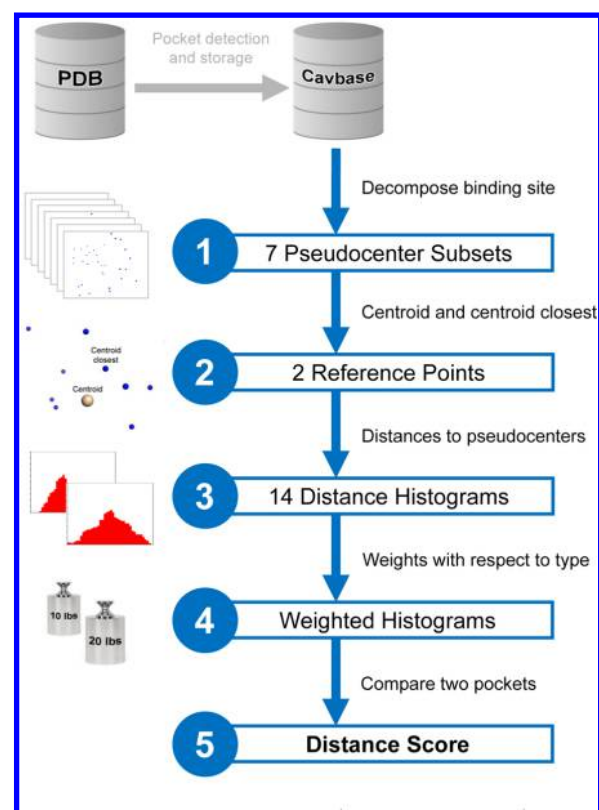 Pocket detection
and storage
PDB
Cavbase
Decompose binding site
1
7 Pseudocenter Subsets
Centroid and centroid closest
Centroid
closest
Centroid
2
2 Reference Points
Distances to pseudocenters
3
14 Distance Histograms
Weights with respect to type
10 lbs
20 lbs
4
Weighted Histograms
Compare two pockets
5
Distance Score